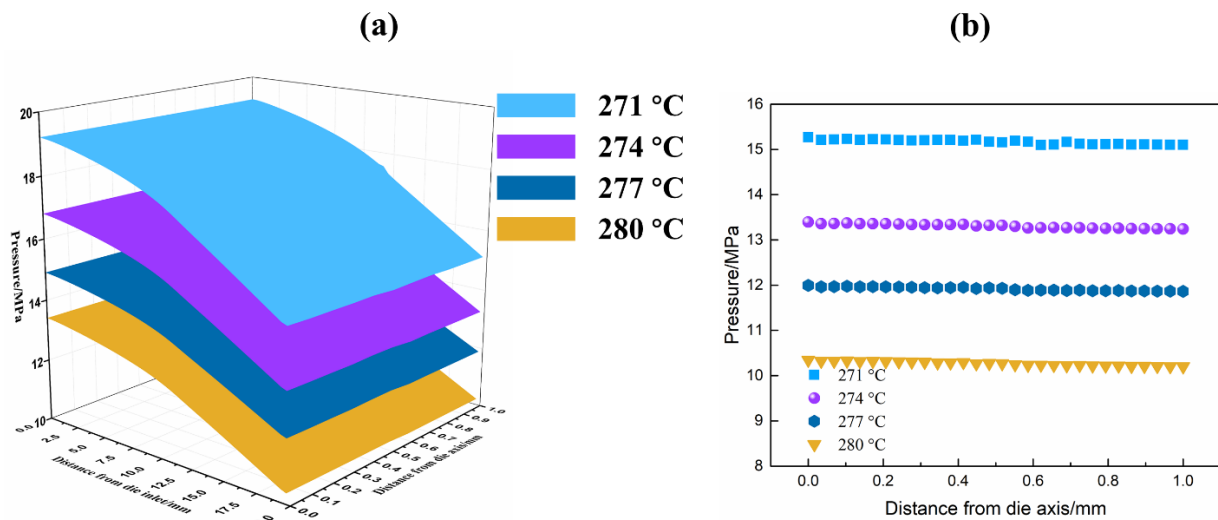 (a)
(b)
20
18
16
14
12
10
Pressure/MPa
0.0
2.5
5.0
7.5
10.0
12.5
15.0
17.5
0
Distance from die inlet/mm
0.0
0.1
0.2
0.3
0.4
0.5
0.6
0.7
0.8
0.9
1.0
Distance from die axis/mm
271 °C
274 °C
277 °C
280 °C
16
15
14
13
12
11
10
9
8
Pressure/MPa
271 °C
274 °C
277 °C
280 °C
0.0 0.2 0.4 0.6 0.8 1.0
Distance from die axis/mm